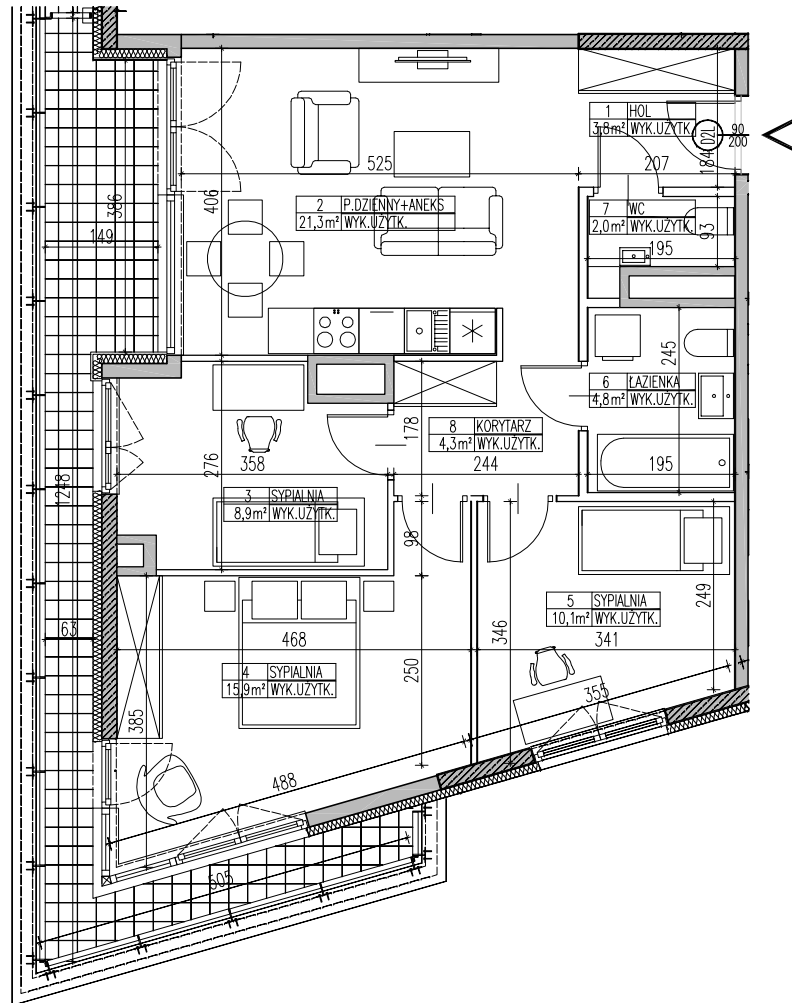 1 HOL
3,8m² WYK.UŻYTK.
D2L
90
200
184
525
207
2 P.DZIENNY+ANEKS
21,3m² WYK.UŻYTK.
406
386
149
7 WC
2,0m² WYK.UŻYTK.
93
195
245
6 ŁAZIENKA
4,8m² WYK.UŻYTK.
8 KORYTARZ
4,3m² WYK.UŻYTK.
178
244
195
276
358
1248
3 SYPIALNIA
8,9m² WYK.UŻYTK.
98
5 SYPIALNIA
10,1m² WYK.UŻYTK.
249
346
341
63
468
250
4 SYPIALNIA
15,9m² WYK.UŻYTK.
385
355
488
505